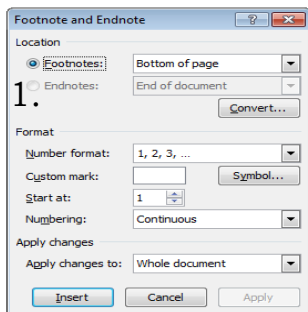 Footnote and Endnote
Location
Footnotes: Bottom of page
1. Endnotes: End of document
Convert...
Format
Number format: 1, 2, 3, ...
Custom mark: Symbol...
Start at: 1
Numbering: Continuous
Apply changes
Apply changes to: Whole document
Insert Cancel Apply